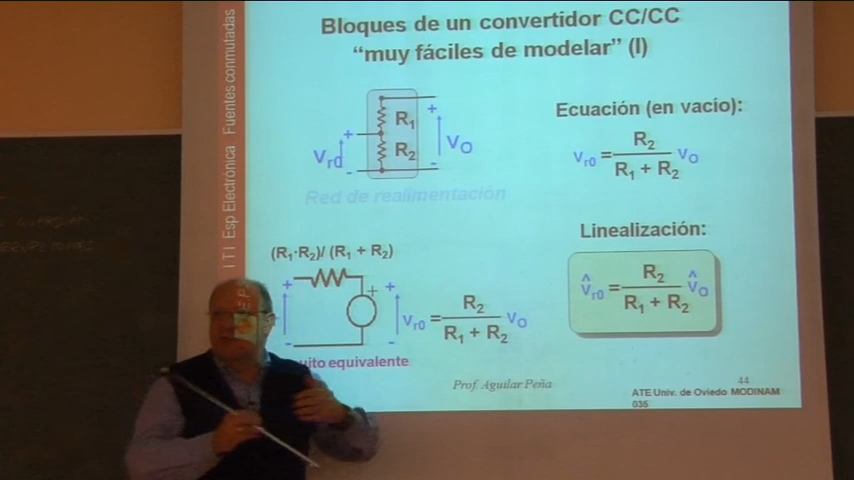 Bloques de un convertidor CC/CC
“muy fáciles de modelar” (I)
ITI Esp Electrónica Fuentes conmutadas
R1
R2
+
-
vr0
+
-
vO
Red de realimentación
Ecuación (en vacío):
vr0 = R2 / (R1 + R2) vO
Linealización:
v̂r0 = R2 / (R1 + R2) v̂O
(R1·R2)/ (R1 + R2)
+
-
+
+
-
vr0 = R2 / (R1 + R2) vO
uito equivalente
Prof. Aguilar Peña
44
ATE Univ. de Oviedo MODINAM
035